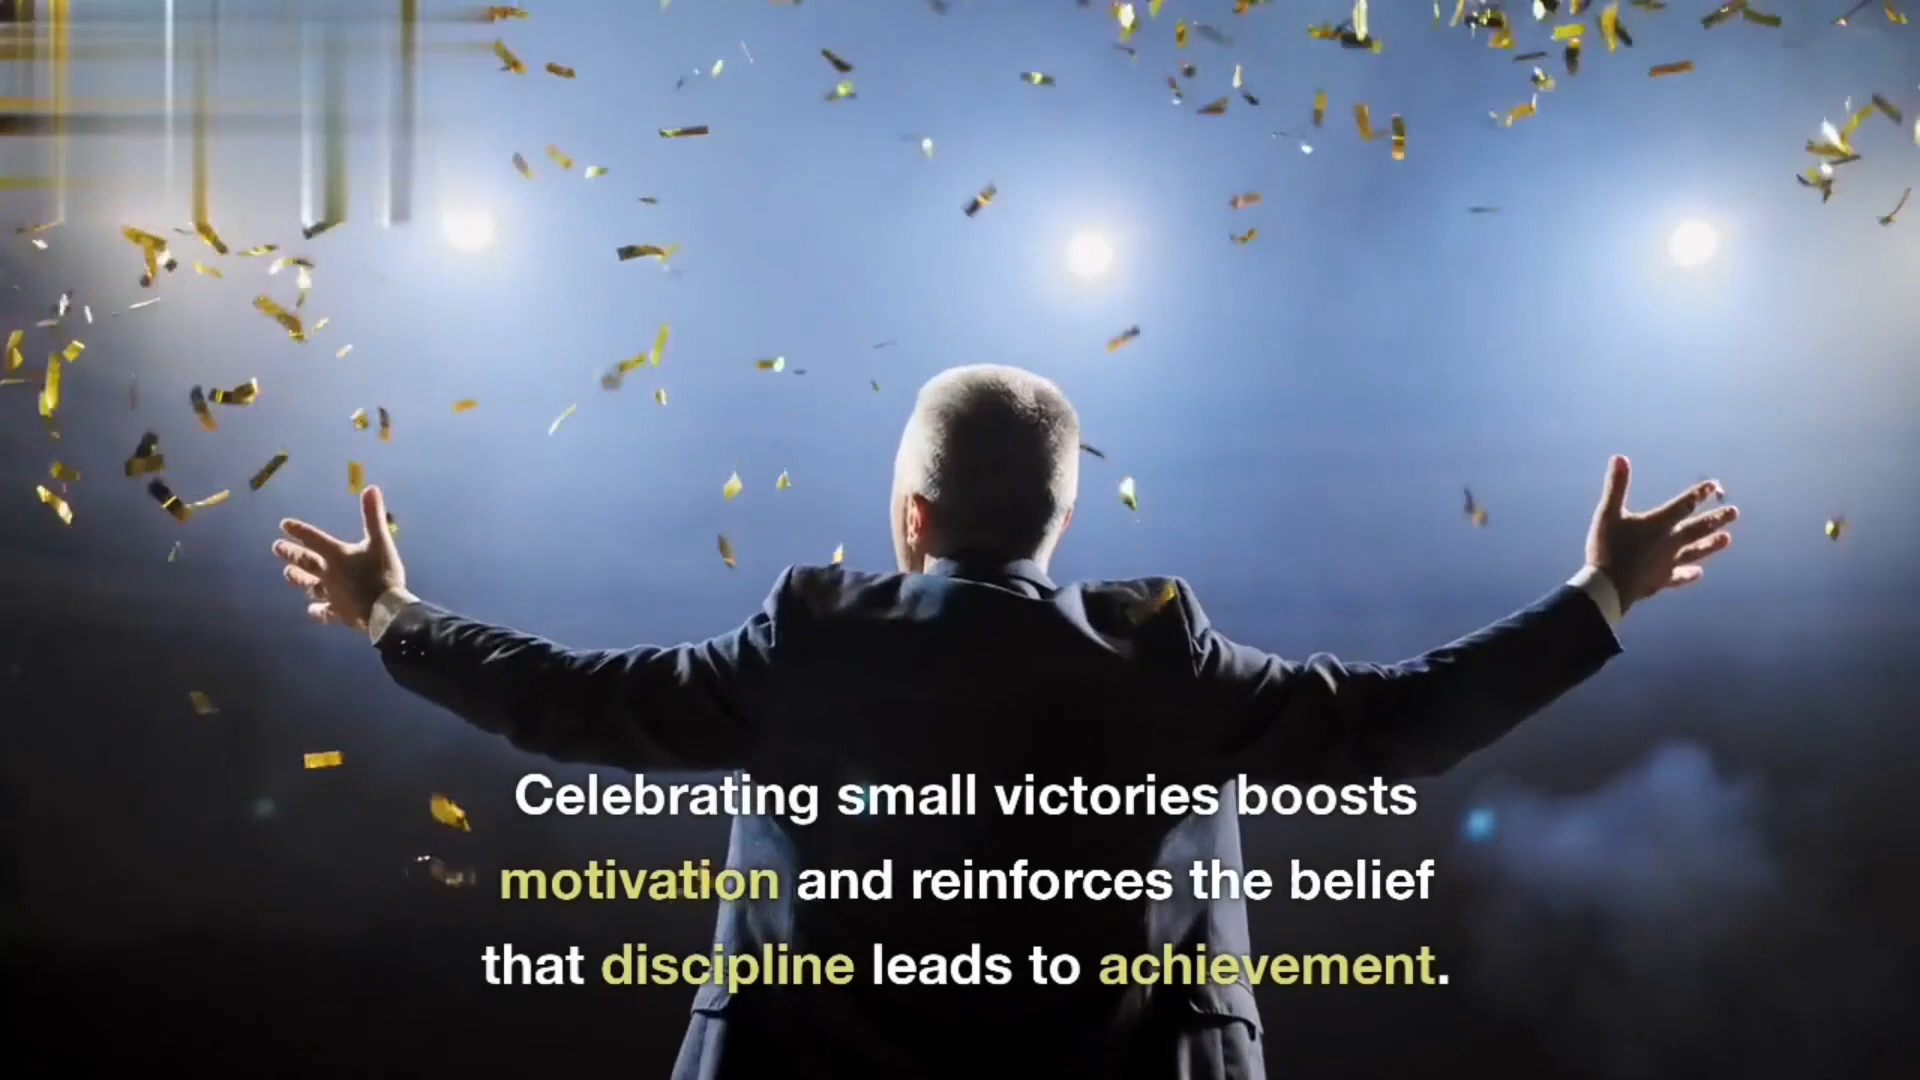 Celebrating small victories boosts
motivation and reinforces the belief
that discipline leads to achievement.